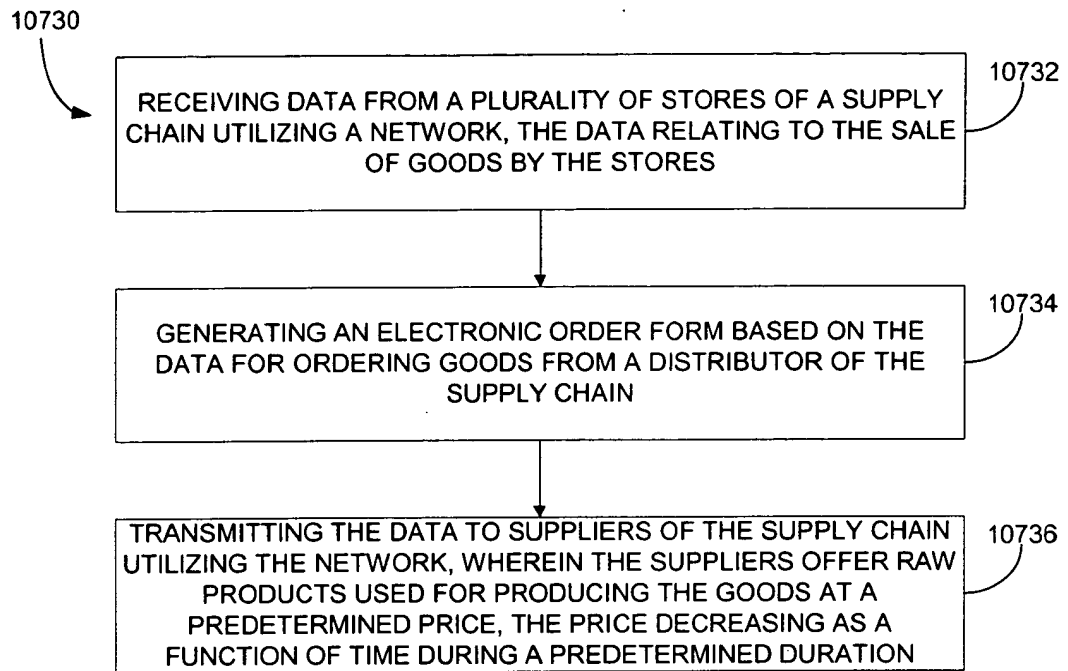 10730
10732
RECEIVING DATA FROM A PLURALITY OF STORES OF A SUPPLY
CHAIN UTILIZING A NETWORK, THE DATA RELATING TO THE SALE
OF GOODS BY THE STORES
10734
GENERATING AN ELECTRONIC ORDER FORM BASED ON THE
DATA FOR ORDERING GOODS FROM A DISTRIBUTOR OF THE
SUPPLY CHAIN
10736
TRANSMITTING THE DATA TO SUPPLIERS OF THE SUPPLY CHAIN
UTILIZING THE NETWORK, WHEREIN THE SUPPLIERS OFFER RAW
PRODUCTS USED FOR PRODUCING THE GOODS AT A
PREDETERMINED PRICE, THE PRICE DECREASING AS A
FUNCTION OF TIME DURING A PREDETERMINED DURATION